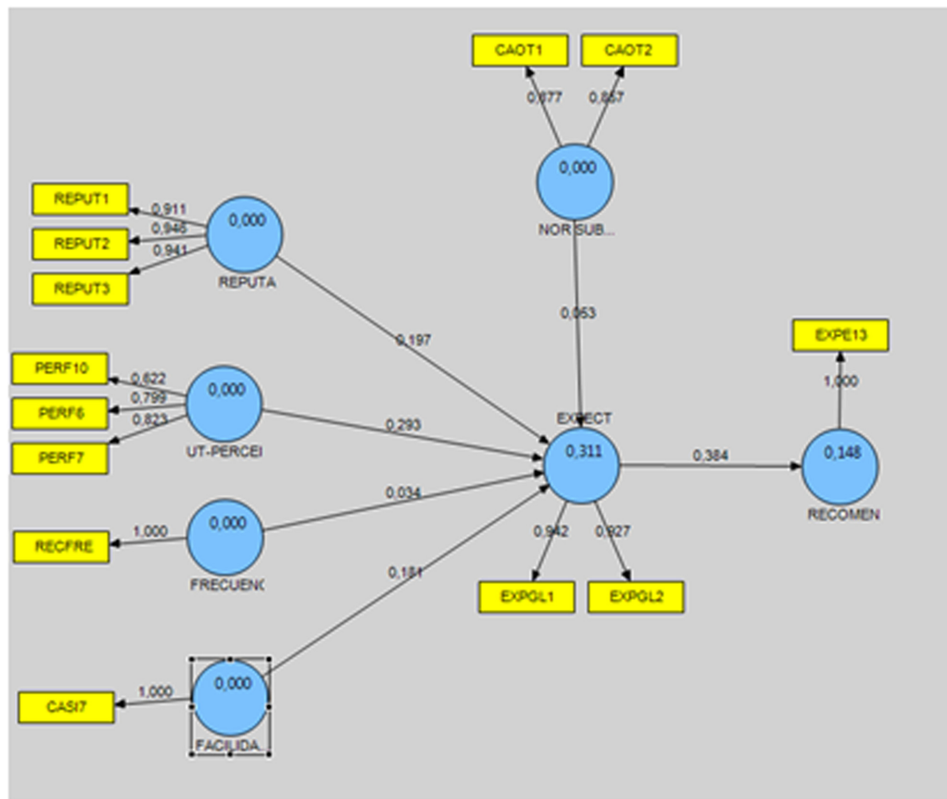 CAOT1
CAOT2
0,877
0,857
0,000
NOR SUB...
REPUT1
REPUT2
REPUT3
0,911
0,946
0,941
0,000
REPUTA
0,197
PERF10
PERF6
PERF7
0,622
0,799
0,823
0,000
UT-PERCEI
0,293
0,053
RECFRE
1,000
0,000
FRECUENC
0,034
CASI7
1,000
0,000
FACILIDA...
0,181
EXPECT
0,311
0,942
0,927
EXPGL1
EXPGL2
0,384
EXPE13
1,000
0,148
RECOMEN